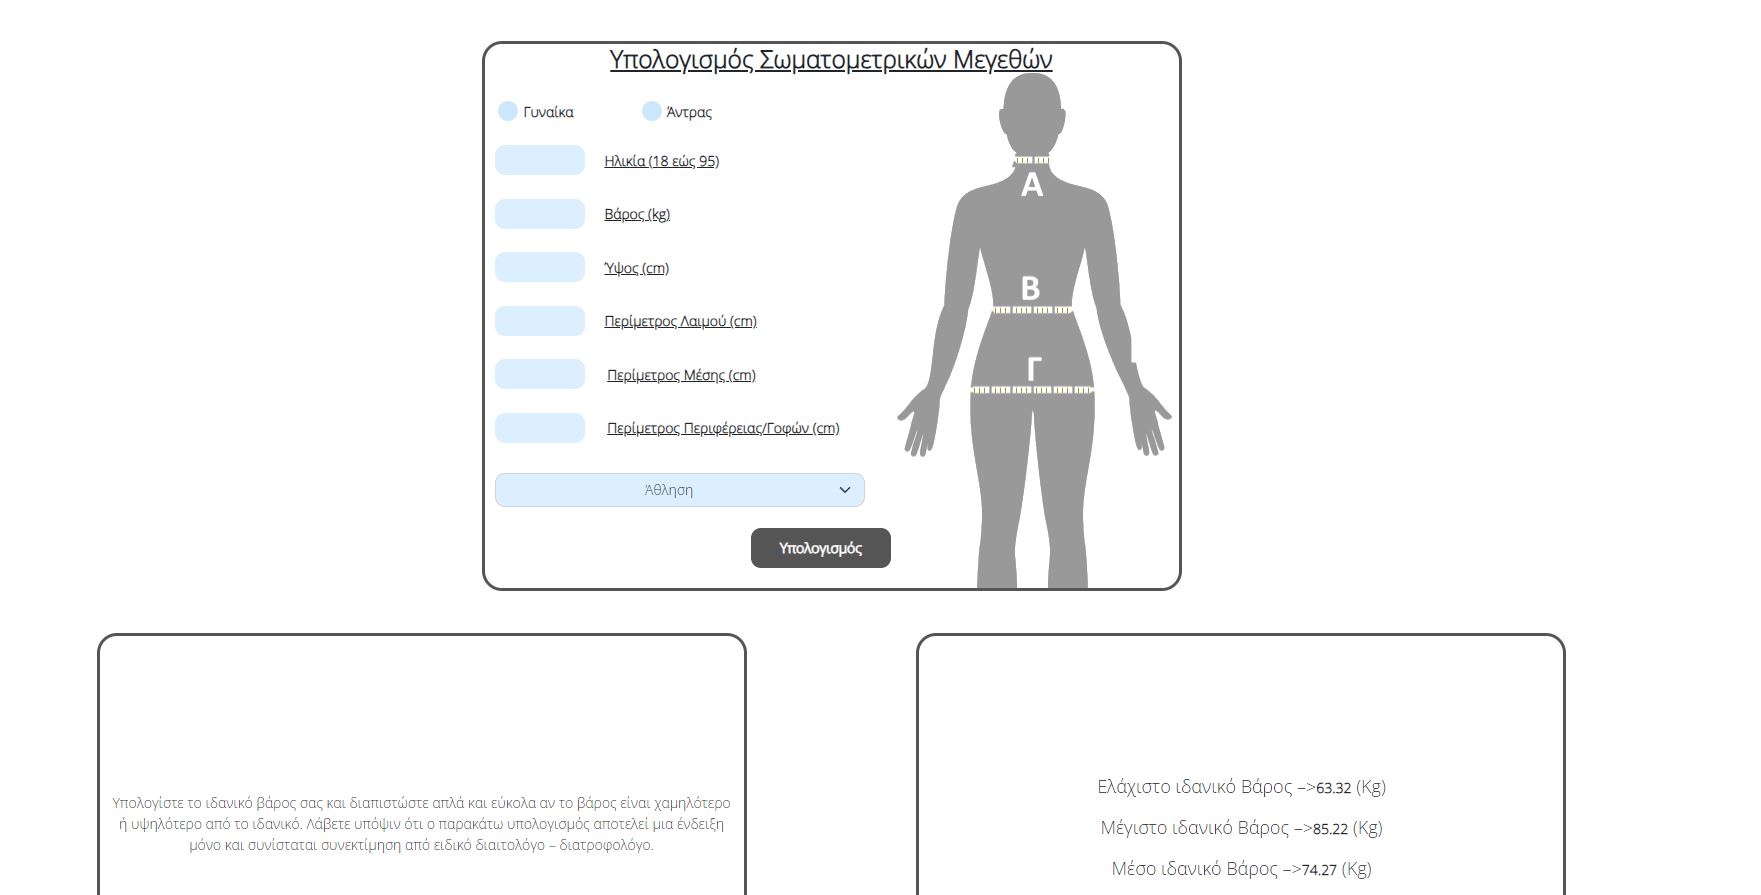 Υπολογισμός Σωματομετρικών Μεγεθών
Γυναίκα
Άντρας
Ηλικία (18 εώς 95)
Βάρος (kg)
Ύψος (cm)
Περίμετρος Λαιμού (cm)
Περίμετρος Μέσης (cm)
Περίμετρος Περιφέρειας/Γοφών (cm)
Άθληση
Υπολογισμός
Α
Β
Γ
Υπολογίστε το ιδανικό βάρος σας και διαπιστώστε απλά και εύκολα αν το βάρος είναι χαμηλότερο
ή υψηλότερο από το ιδανικό. Λάβετε υπόψιν ότι ο παρακάτω υπολογισμός αποτελεί μια ένδειξη
μόνο και συνίσταται συνεκτίμηση από ειδικό διαιτολόγο – διατροφολόγο.
Ελάχιστο ιδανικό Βάρος –>63.32 (Kg)
Μέγιστο ιδανικό Βάρος –>85.22 (Kg)
Μέσο ιδανικό Βάρος –>74.27 (Kg)